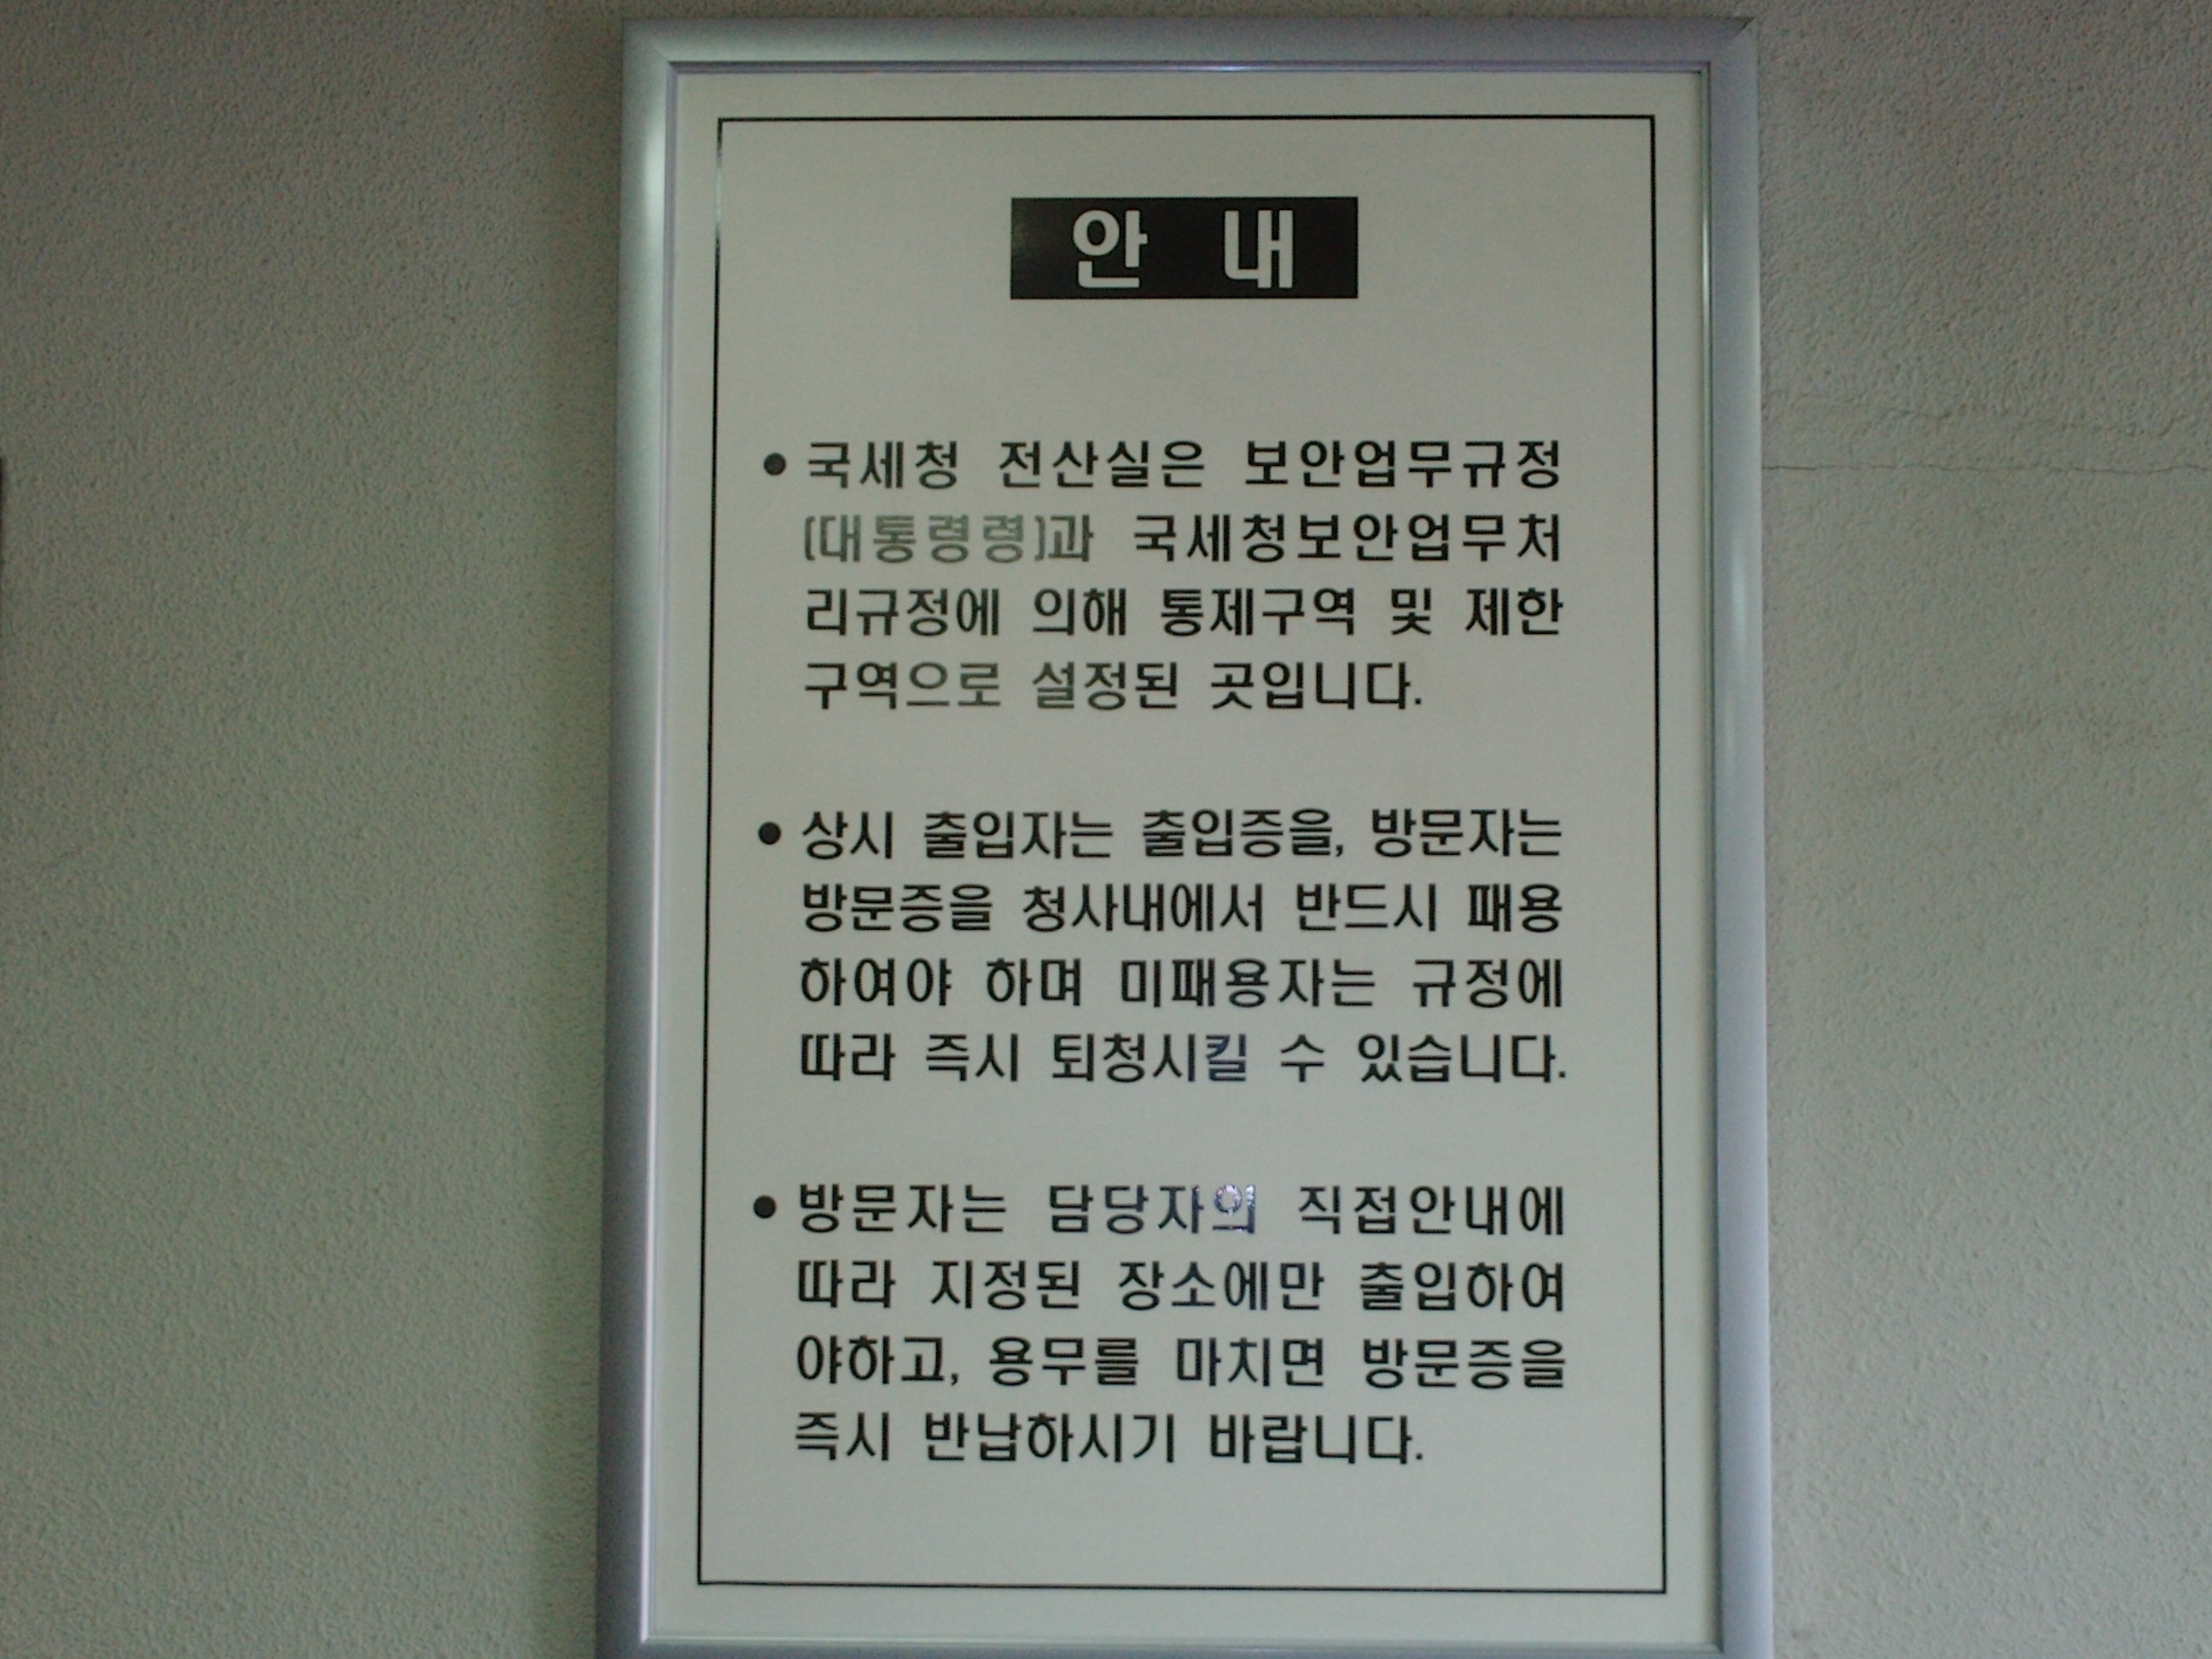 안 내
● 국세청 전산실은 보안업무규정
(대통령령)과 국세청보안업무처
리규정에 의해 통제구역 및 제한
구역으로 설정된 곳입니다.
● 상시 출입자는 출입증을, 방문자는
방문증을 청사내에서 반드시 패용
하여야 하며 미패용자는 규정에
따라 즉시 퇴청시킬 수 있습니다.
● 방문자는 담당자의 직접안내에
따라 지정된 장소에만 출입하여
야하고, 용무를 마치면 방문증을
즉시 반납하시기 바랍니다.